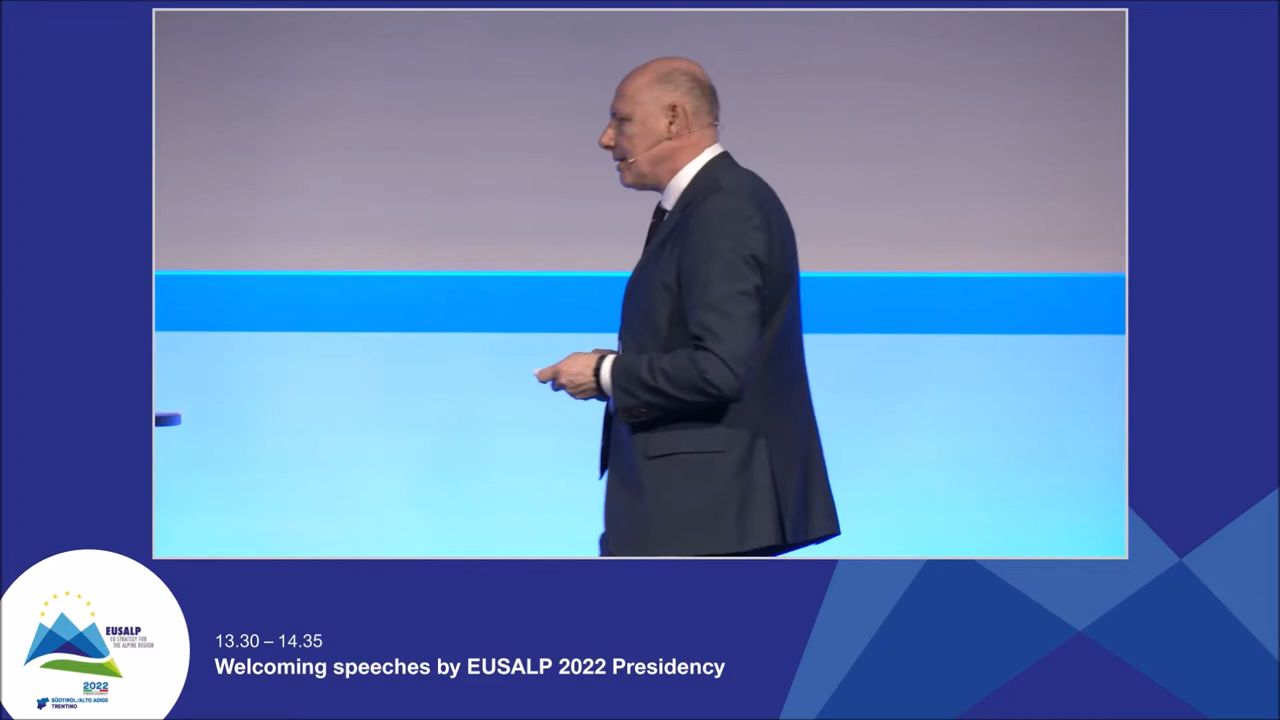 13.30 – 14.35
Welcoming speeches by EUSALP 2022 Presidency
EUSALP
EU STRATEGY FOR
THE ALPINE REGION
2022
PRESIDENCY
SÜDTIROL/ALTO ADIGE
TRENTINO